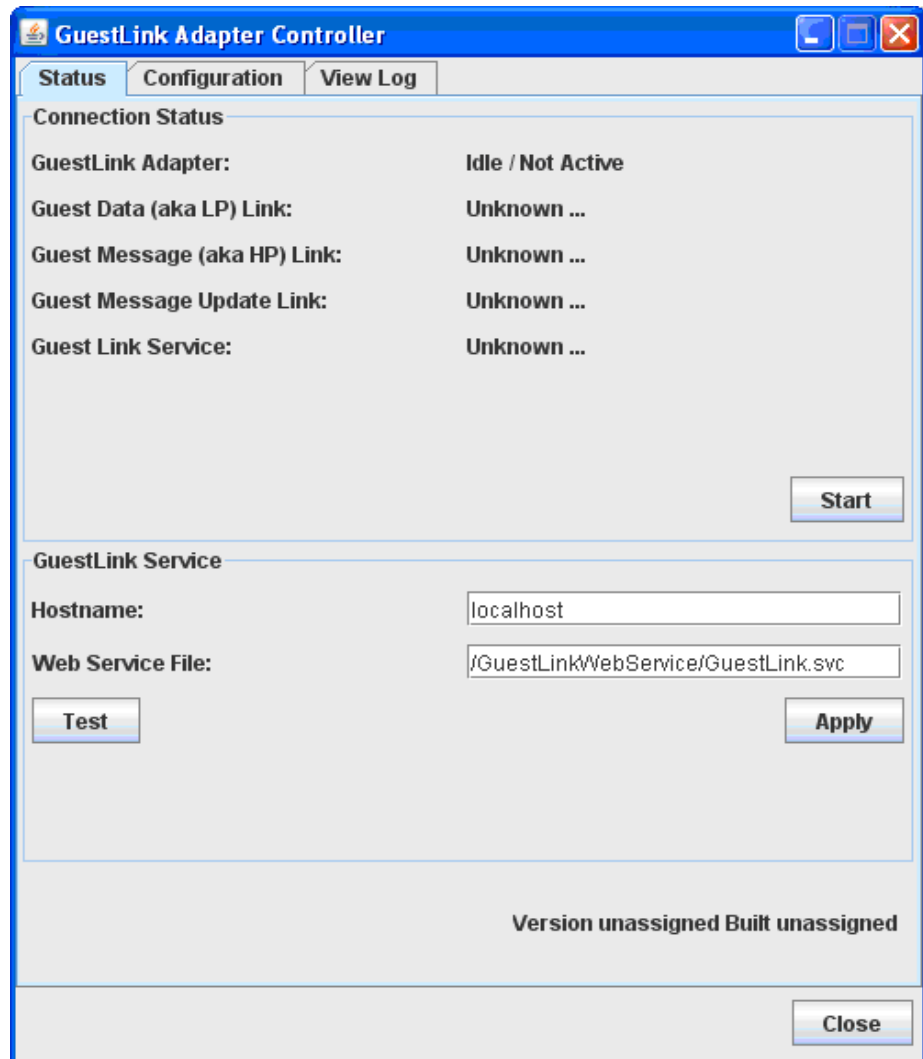 GuestLink Adapter Controller
Status Configuration View Log
Connection Status
GuestLink Adapter: Idle / Not Active
Guest Data (aka LP) Link: Unknown ...
Guest Message (aka HP) Link: Unknown ...
Guest Message Update Link: Unknown ...
Guest Link Service: Unknown ...
Start
GuestLink Service
Hostname: localhost
Web Service File: /GuestLinkWebService/GuestLink.svc
Test Apply
Version unassigned Built unassigned
Close